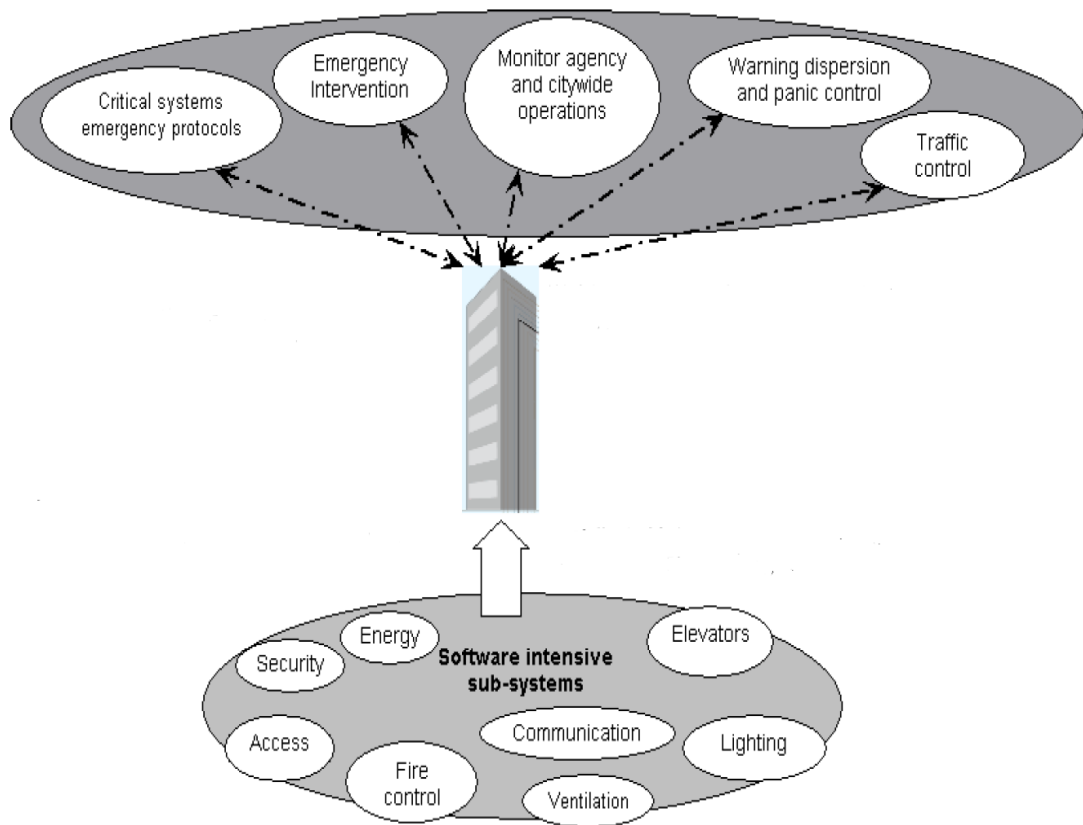 Critical systems
emergency protocols
Emergency
Intervention
Monitor agency
and citywide
operations
Warning dispersion
and panic control
Traffic
control
Security
Energy
Software intensive
sub-systems
Elevators
Access
Fire
control
Communication
Ventilation
Lighting